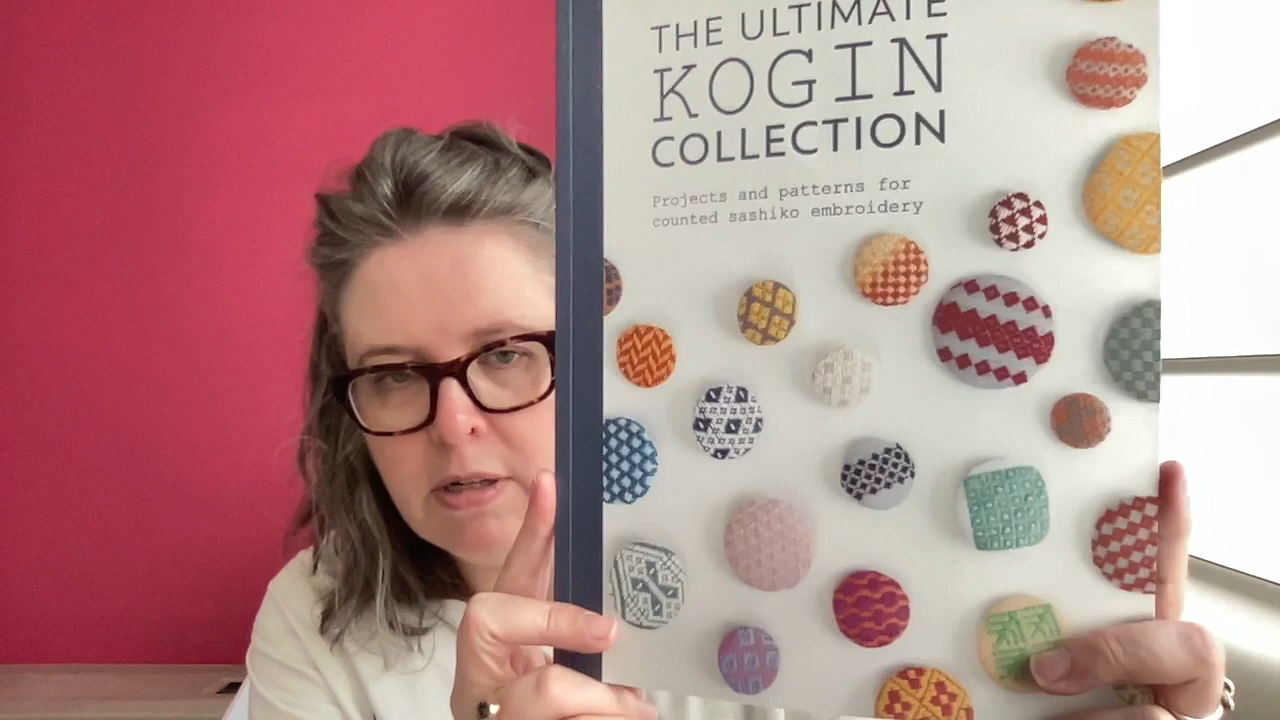 THE ULTIMATE
KOGIN
COLLECTION
Projects and patterns for
counted sashiko embroidery